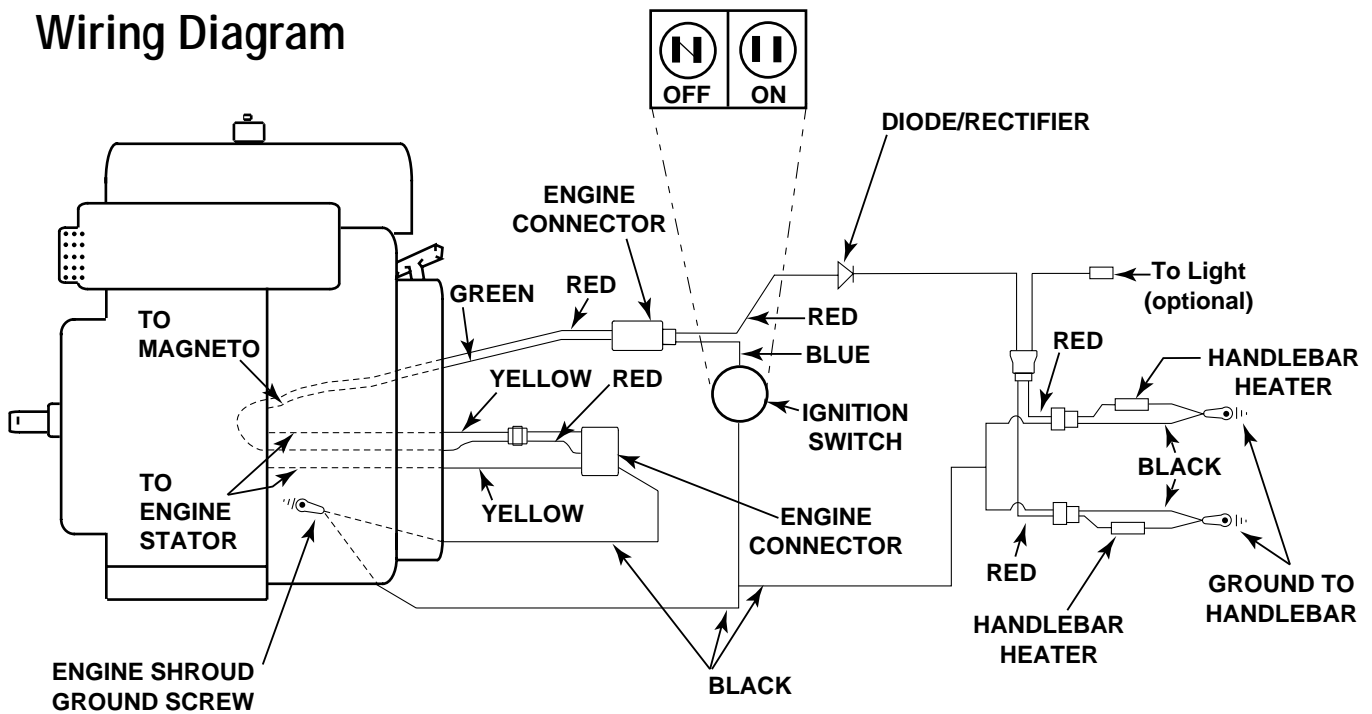 Wiring Diagram
OFF
ON
DIODE/RECTIFIER
ENGINE
CONNECTOR
To Light
(optional)
GREEN
RED
RED
BLUE
RED
HANDLEBAR
HEATER
TO
MAGNETO
YELLOW
RED
IGNITION
SWITCH
BLACK
TO
ENGINE
STATOR
YELLOW
ENGINE
CONNECTOR
RED
GROUND TO
HANDLEBAR
HANDLEBAR
HEATER
ENGINE SHROUD
GROUND SCREW
BLACK